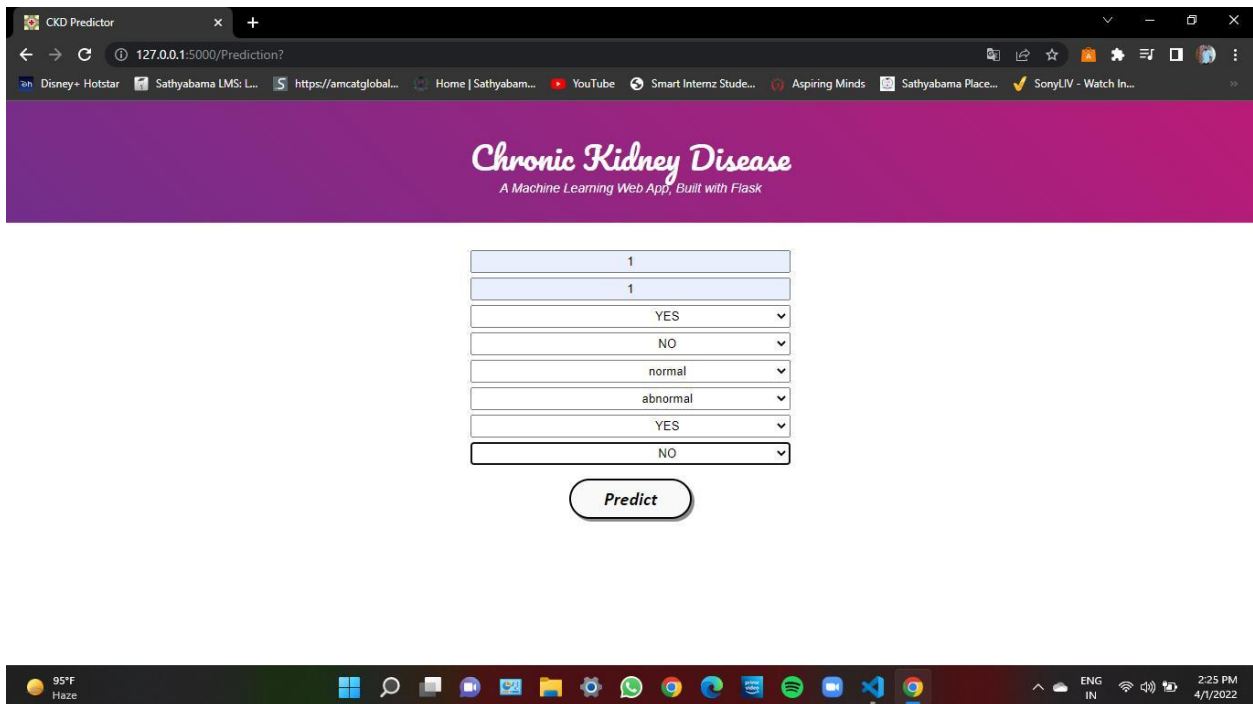 CKD Predictor
127.0.0.1:5000/Prediction?
Disney+ Hotstar Sathyabama LMS: L... https://amcatglobal... Home | Sathyabam... YouTube Smart Internz Stude... Aspiring Minds Sathyabama Place... SonyLIV - Watch In...
Chronic Kidney Disease
A Machine Learning Web App, Built with Flask
1
1
YES
NO
normal
abnormal
YES
NO
Predict
95°F
Haze
prime video
ENG
IN
2:25 PM
4/1/2022